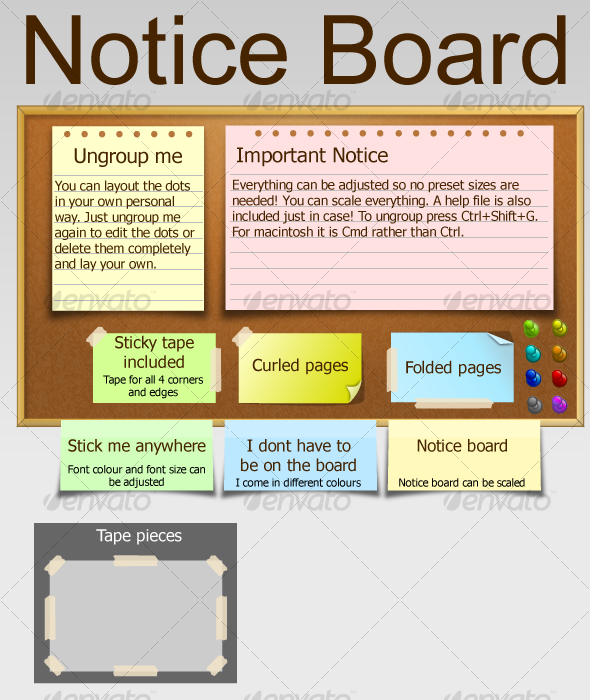 Notice Board
envato envato envato
Ungroup me
You can layout the dots
in your own personal
way. Just ungroup me
again to edit the dots or
delete them completely
and lay your own.
Important Notice
Everything can be adjusted so no preset sizes are
needed! You can scale everything. A help file is also
included just in case! To ungroup press Ctrl+Shift+G.
For macintosh it is Cmd rather than Ctrl.
envato envato envato
Sticky tape
included
Tape for all 4 corners
and edges
Curled pages
Folded pages
Stick me anywhere
Font colour and font size can
be adjusted
I dont have to
be on the board
I come in different colours
Notice board
Notice board can be scaled
envato envato envato
Tape pieces
envato envato envato